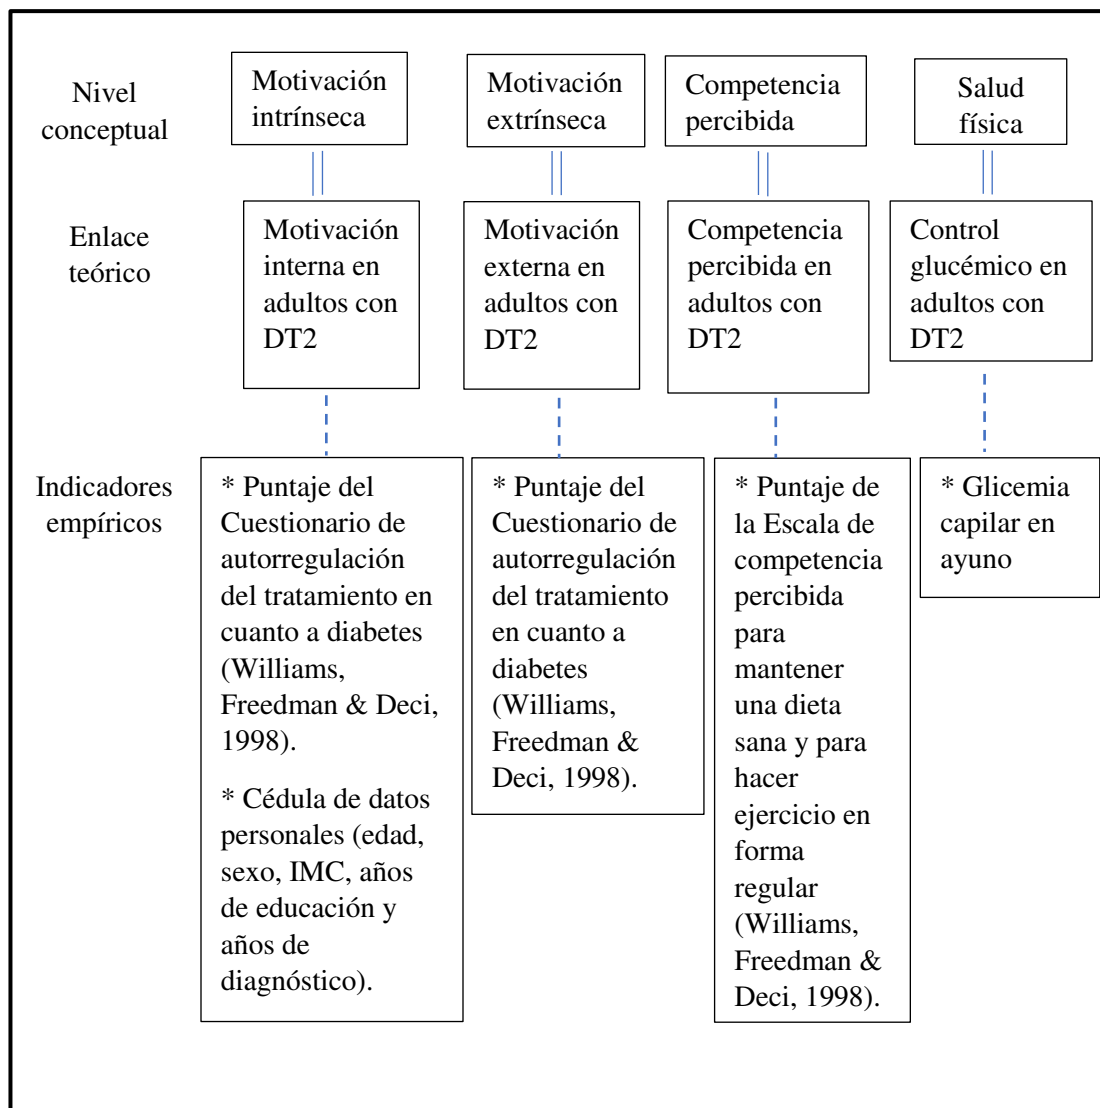 Nivel
conceptual
Motivación
intrínseca
Motivación
extrínseca
Competencia
percibida
Salud
física
Enlace
teórico
Motivación
interna en
adultos con
DT2
Motivación
externa en
adultos con
DT2
Competencia
percibida en
adultos con
DT2
Control
glucémico en
adultos con
DT2
Indicadores
empíricos
* Puntaje del
Cuestionario de
autorregulación
del tratamiento en
cuanto a diabetes
(Williams,
Freedman & Deci,
1998).
* Cédula de datos
personales (edad,
sexo, IMC, años
de educación y
años de
diagnóstico).
* Puntaje del
Cuestionario de
autorregulación
del tratamiento
en cuanto a
diabetes
(Williams,
Freedman &
Deci, 1998).
* Puntaje de
la Escala de
competencia
percibida
para
mantener
una dieta
sana y para
hacer
ejercicio en
forma
regular
(Williams,
Freedman &
Deci, 1998).
* Glicemia
capilar en
ayuno